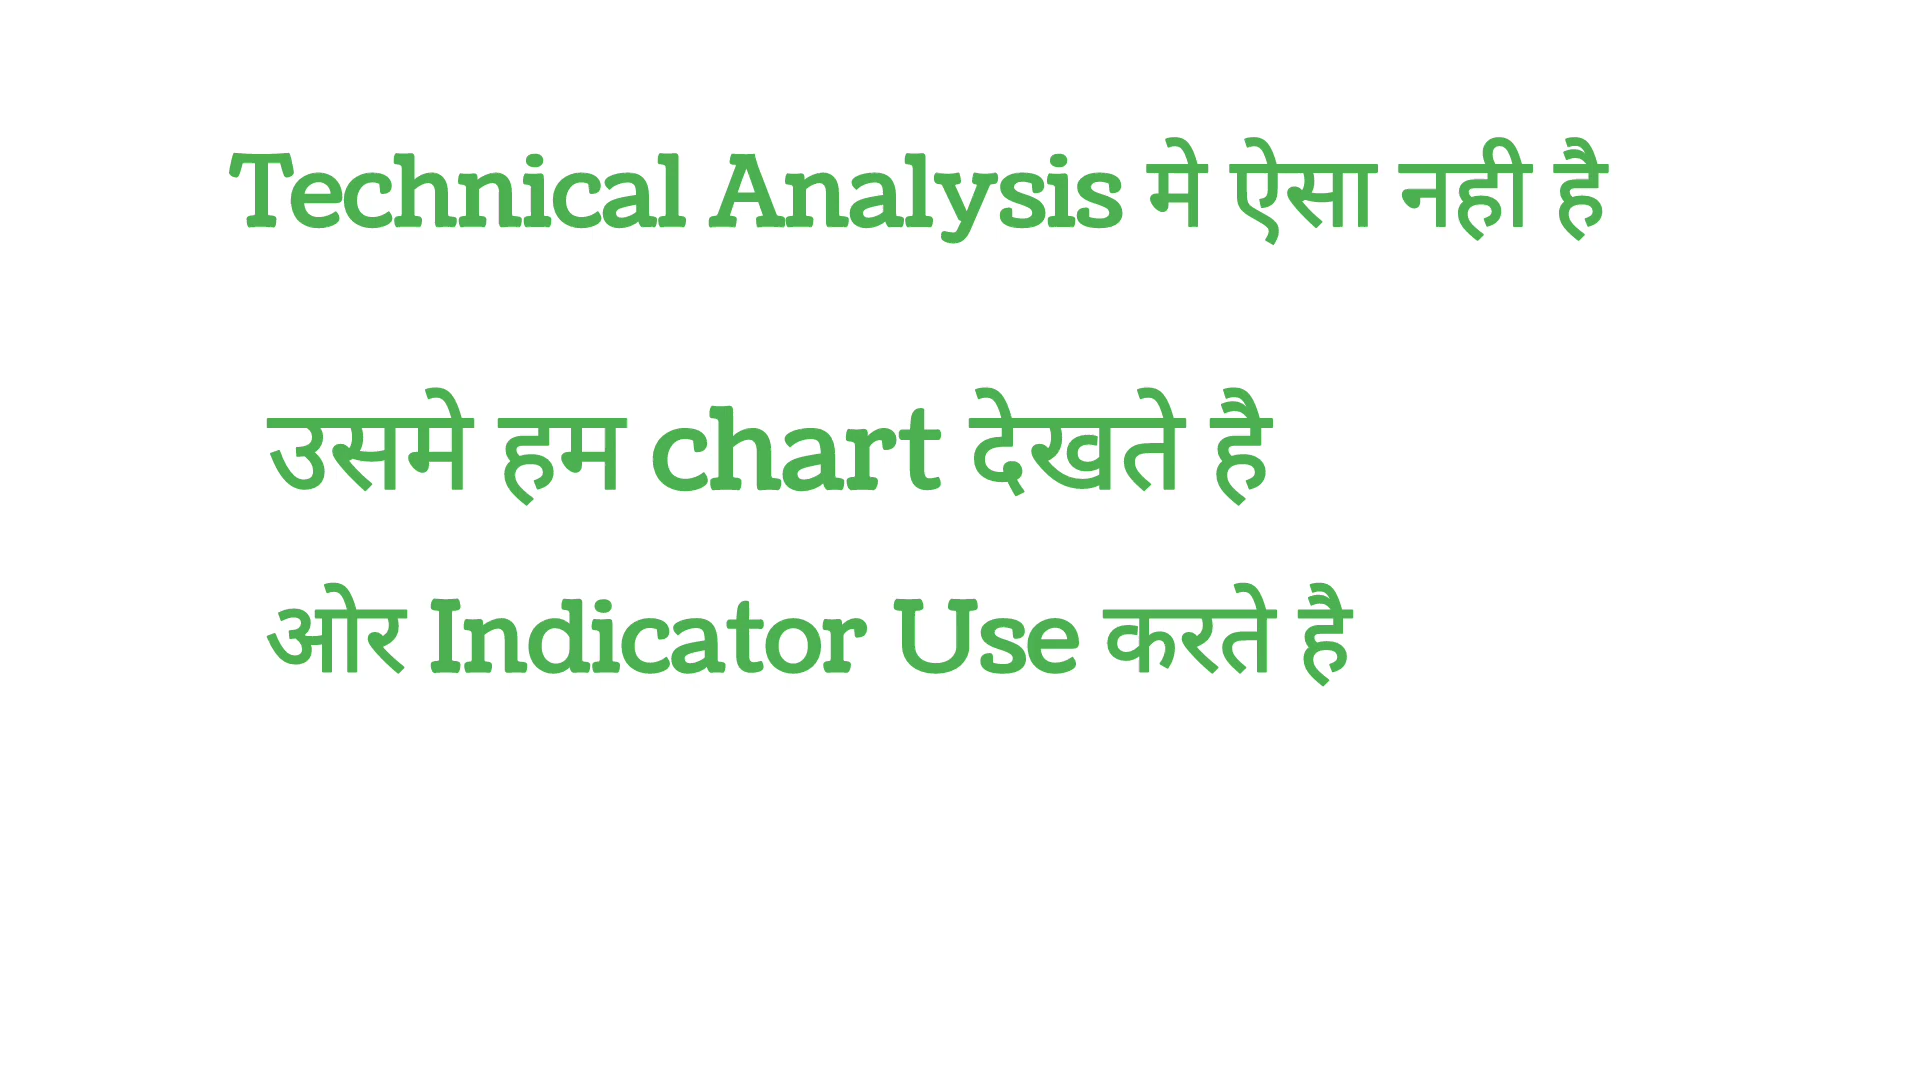 Technical Analysis मे ऐसा नही है
उसमे हम chart देखते है
ओर Indicator Use करते है